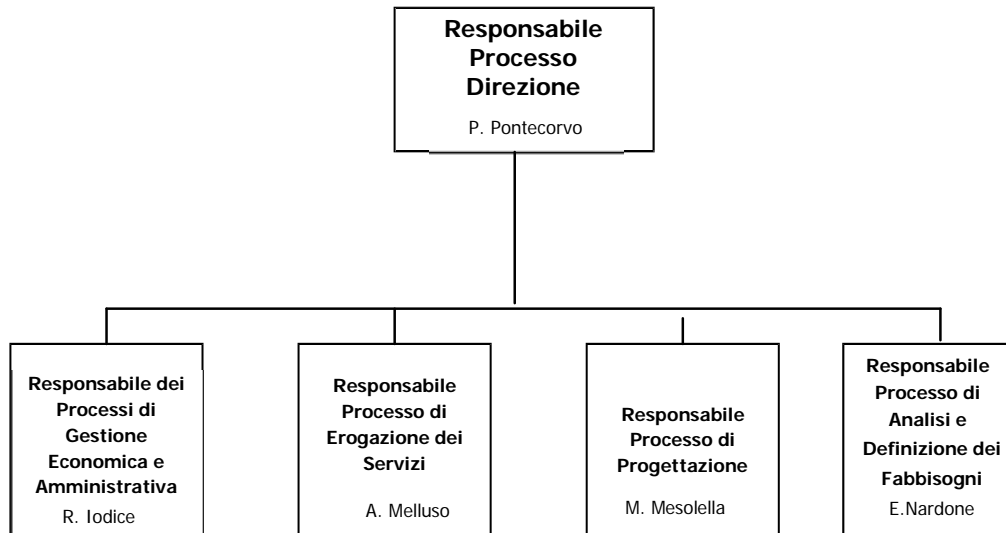 Responsabile
Processo
Direzione
P. Pontecorvo
Responsabile dei
Processi di
Gestione
Economica e
Amministrativa
R. Iodice
Responsabile
Processo di
Erogazione dei
Servizi
A. Melluso
Responsabile
Processo di
Progettazione
M. Mesolella
Responsabile
Processo di
Analisi e
Definizione dei
Fabbisogni
E.Nardone